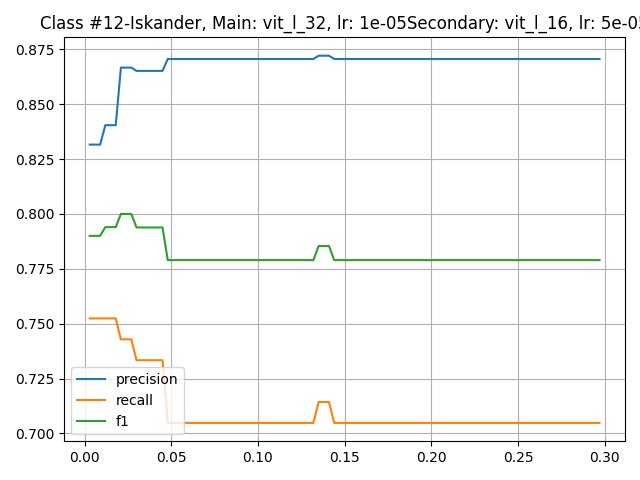 Class #12-Iskander, Main: vit_l_32, lr: 1e-05Secondary: vit_l_16, lr: 5e-05
0.875
0.850
0.825
0.800
0.775
0.750
0.725
0.700
precision
recall
f1
0.00 0.05 0.10 0.15 0.20 0.25 0.30